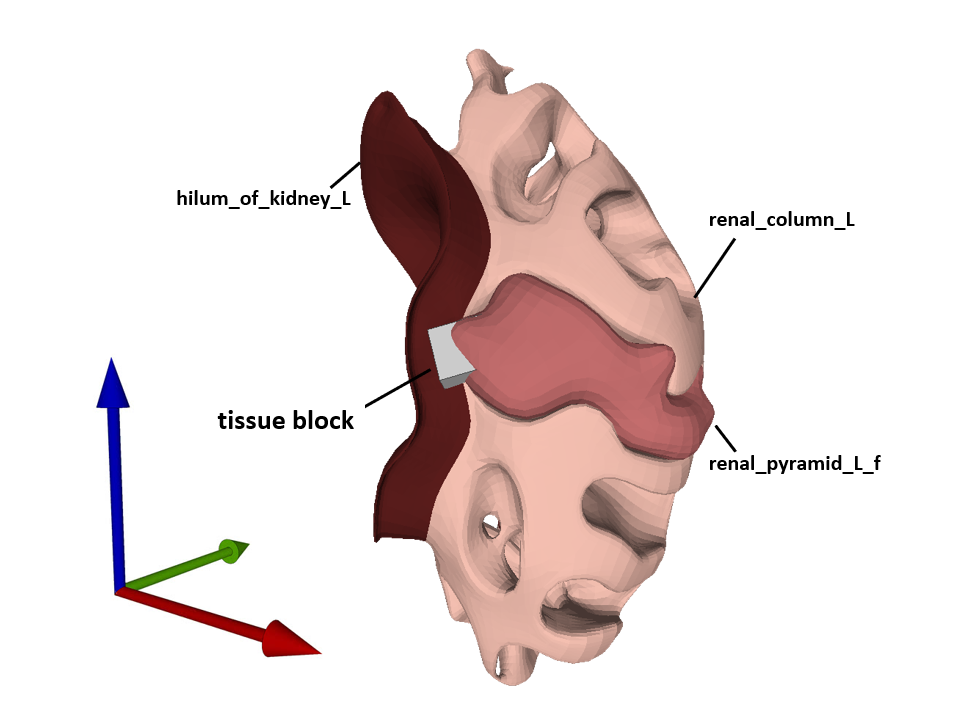 hilum_of_kidney_L
renal_column_L
tissue block
renal_pyramid_L_f